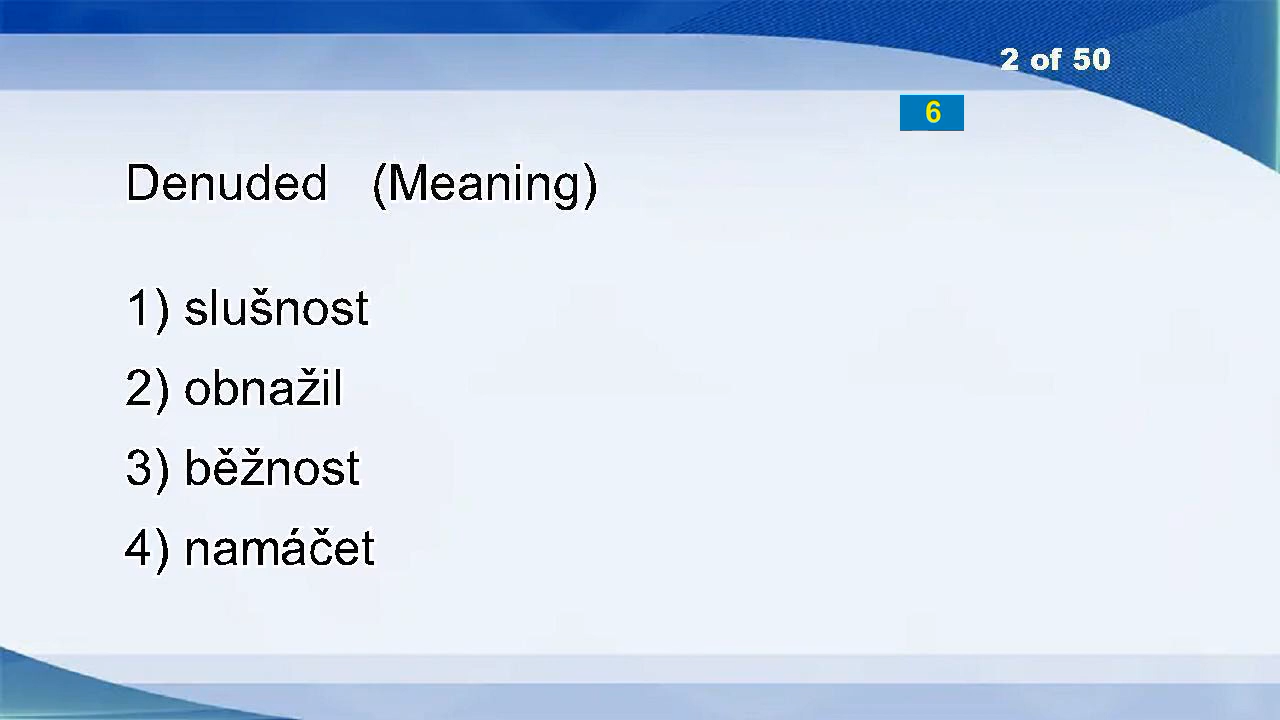 2 of 50
6
Denuded (Meaning)
1) slušnost
2) obnažil
3) běžnost
4) namáčet